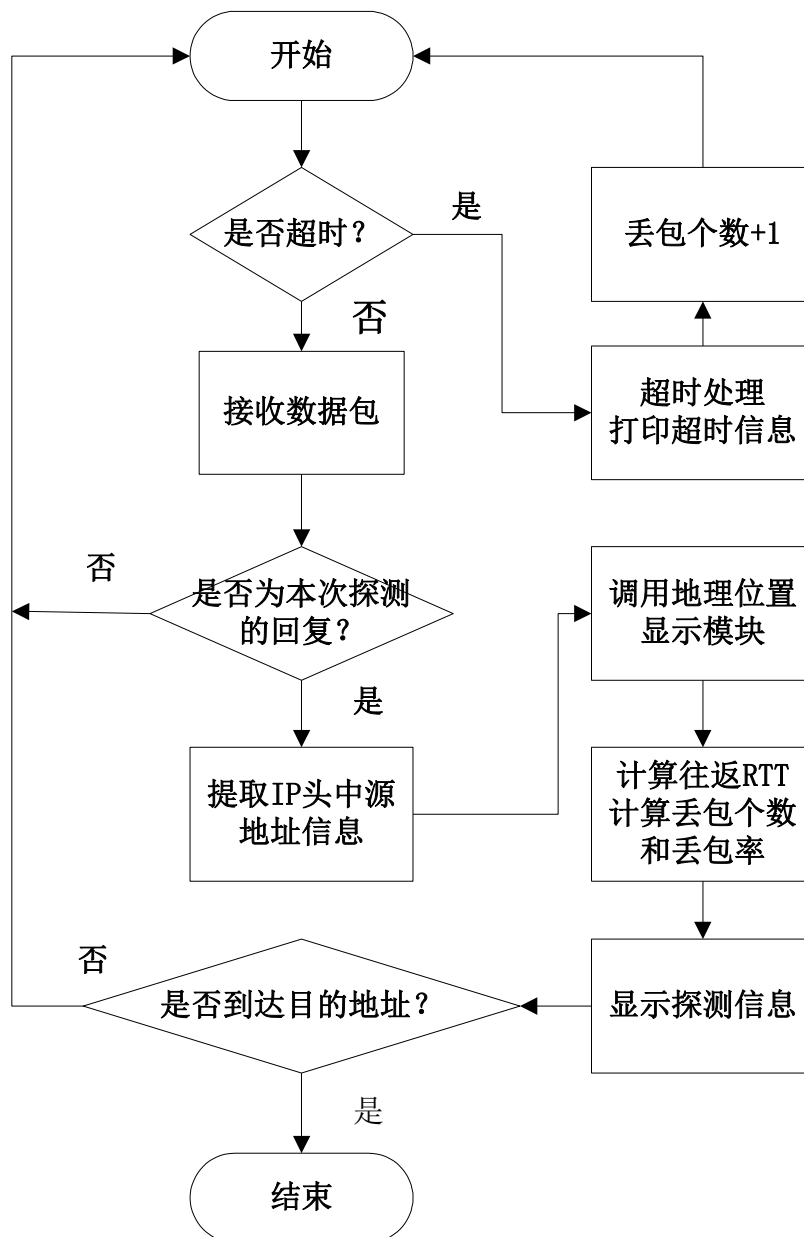 开始
是否超时？
是
否
丢包个数+1
超时处理
打印超时信息
接收数据包
否
是否为本次探测
的回复？
是
调用地理位置
显示模块
提取IP头中源
地址信息
计算往返RTT
计算丢包个数
和丢包率
否
是否到达目的地址？
显示探测信息
是
结束